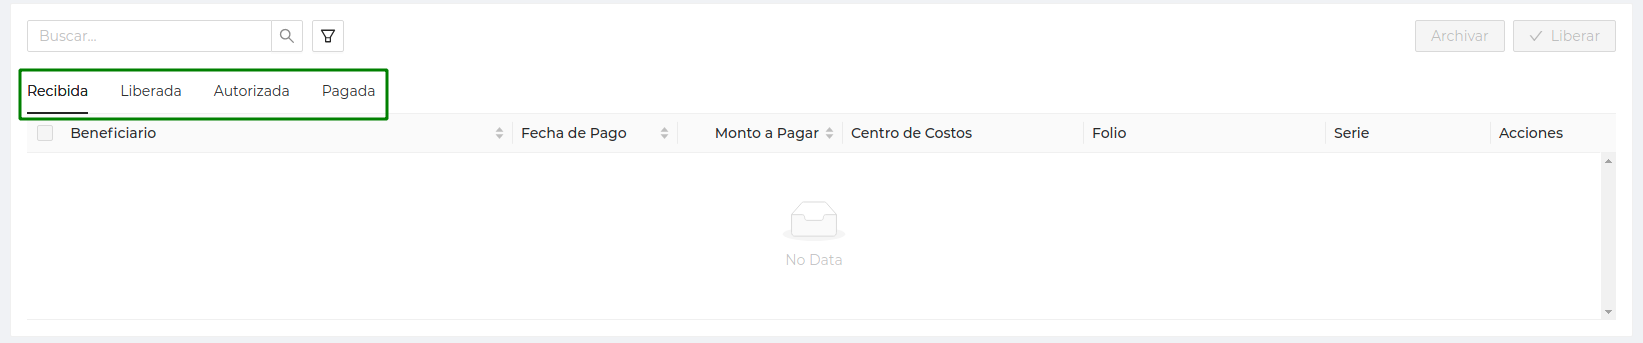 Buscar...
Archivar
Liberar
Recibida Liberada Autorizada Pagada
Beneficiario Fecha de Pago Monto a Pagar Centro de Costos Folio Serie Acciones
No Data